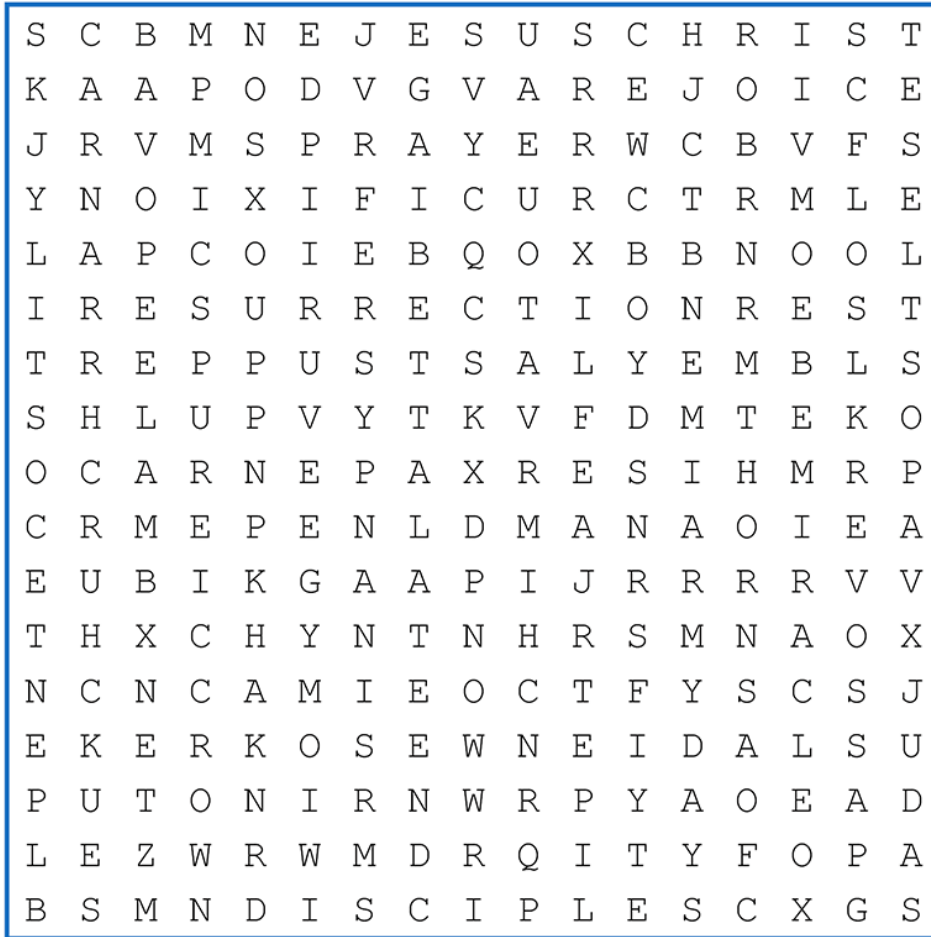 S C B M N E J E S U S C H R I S T
K A A P O D V G V A R E J O I C E
J R V M S P R A Y E R W C B V F S
Y N O I X I F I C U R C T R M L E
L A P C O I E B Q O X B B N O O L
I R E S U R R E C T I O N R E S T
T R E P P U S T S A L Y E M B L S
S H L U P V Y T K V F D M T E K O
O C A R N E P A X R E S I H M R P
C R M E P E N L D M A N A O I E A
E U B I K G A A P I J R R R R V V
T H X C H Y N T N H R S M N A O X
N C N C A M I E O C T F Y S C S J
E K E R K O S E W N E I D A L S U
P U T O N I R N W R P Y A O E A D
L E Z W R W M D R Q I T Y F O P A
B S M N D I S C I P L E S C X G S